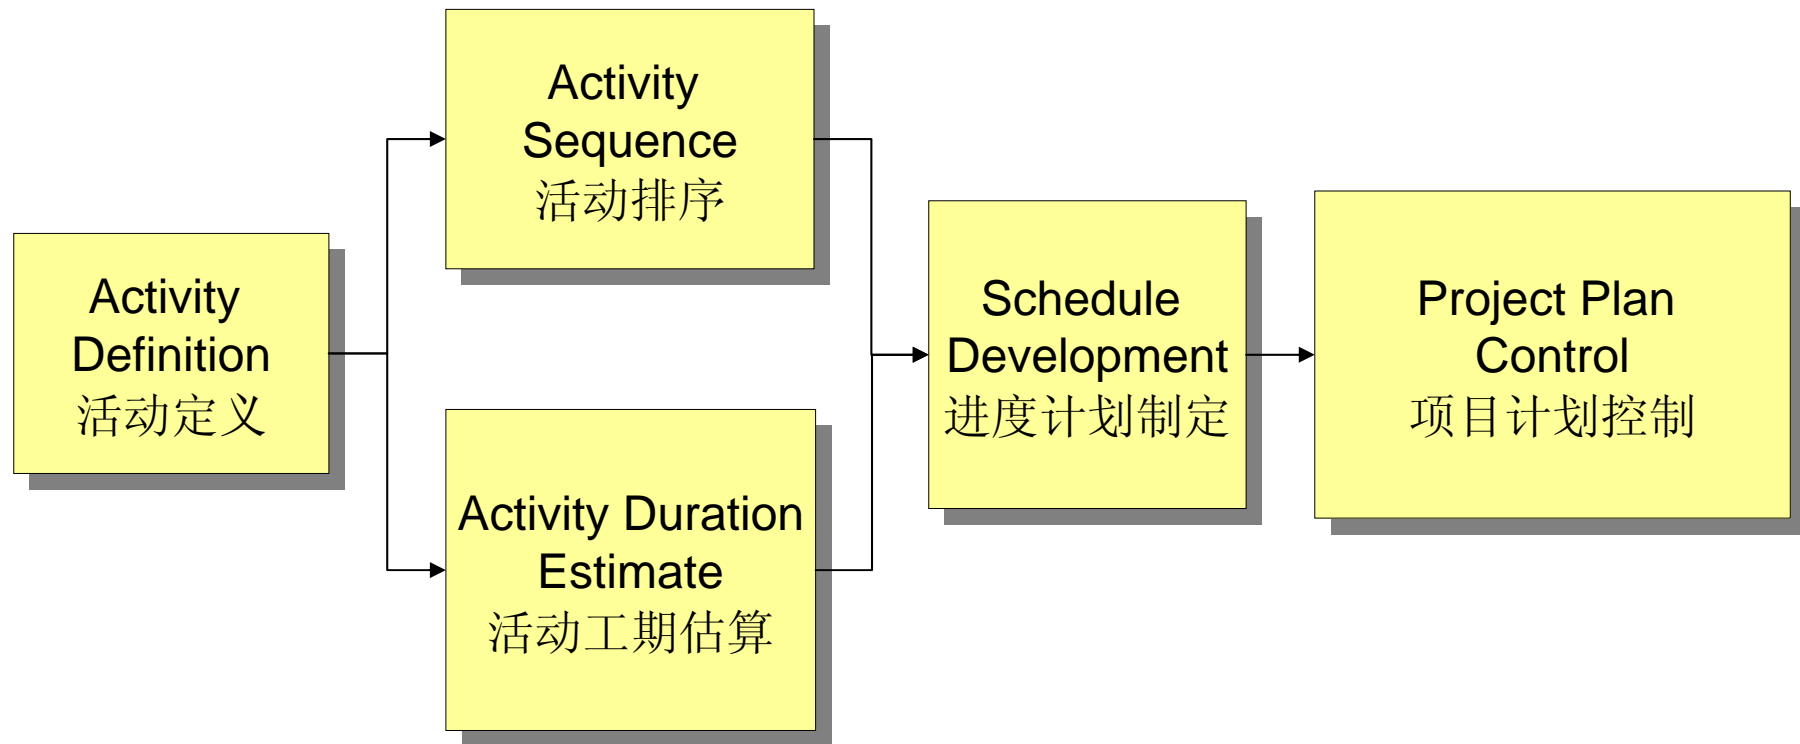 Activity
Definition
活动定义
Activity
Sequence
活动排序
Activity Duration
Estimate
活动工期估算
Schedule
Development
进度计划制定
Project Plan
Control
项目计划控制